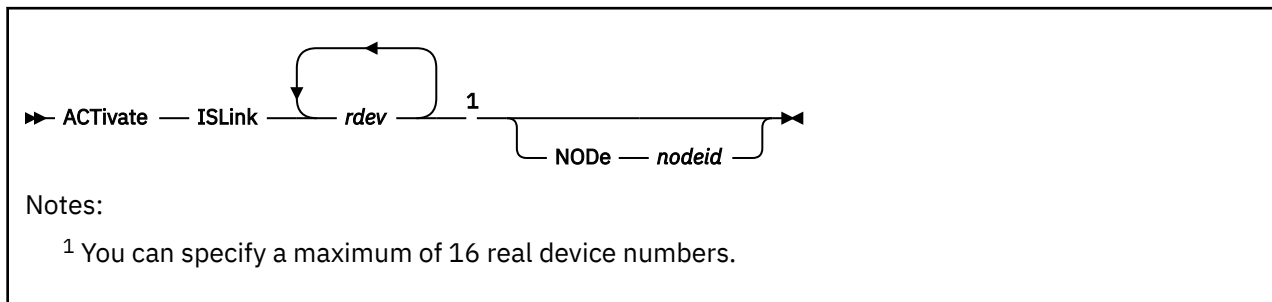 ACTivate ISLink rdev 1
NODe nodeid
Notes:
1 You can specify a maximum of 16 real device numbers.